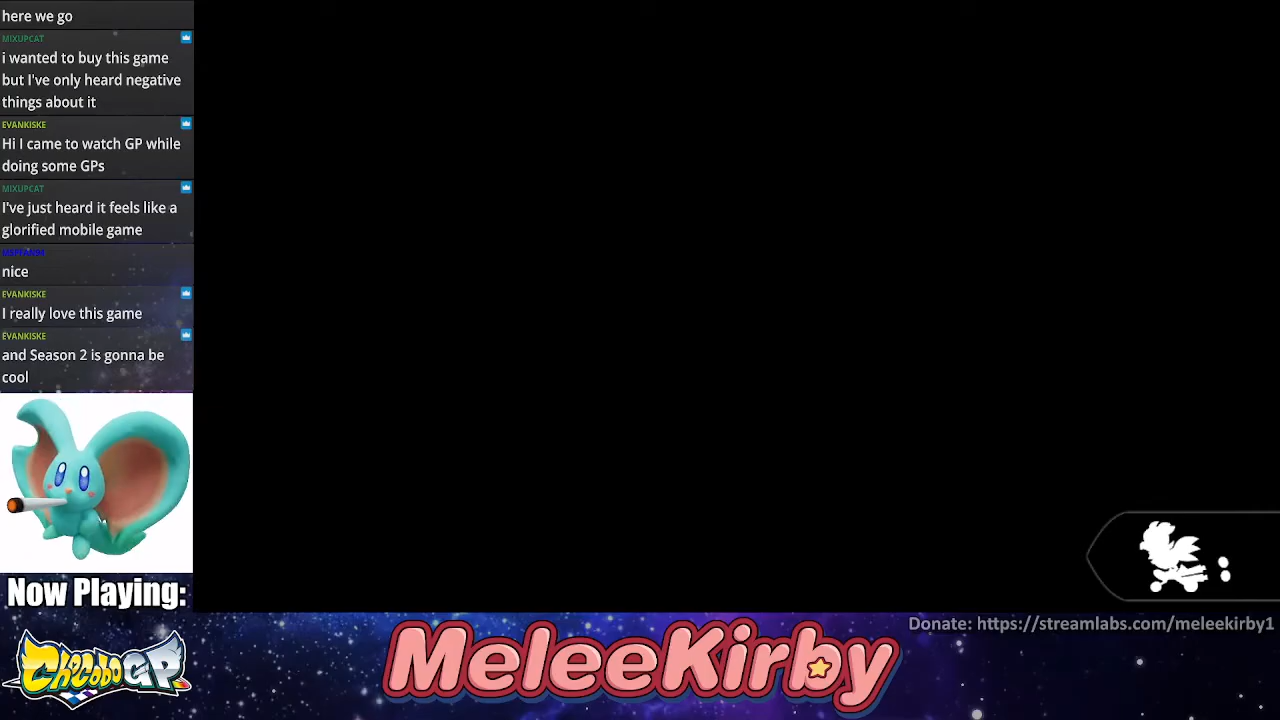 here we go
MIXUPCAT
i wanted to buy this game
but I've only heard negative
things about it
EVANKISKE
Hi I came to watch GP while
doing some GPs
MIXUPCAT
I've just heard it feels like a
glorified mobile game
MSPFAN94
nice
EVANKISKE
I really love this game
EVANKISKE
and Season 2 is gonna be
cool
Now Playing:
Chocobo GP
MeleeKirby
Donate: https://streamlabs.com/meleekirby1